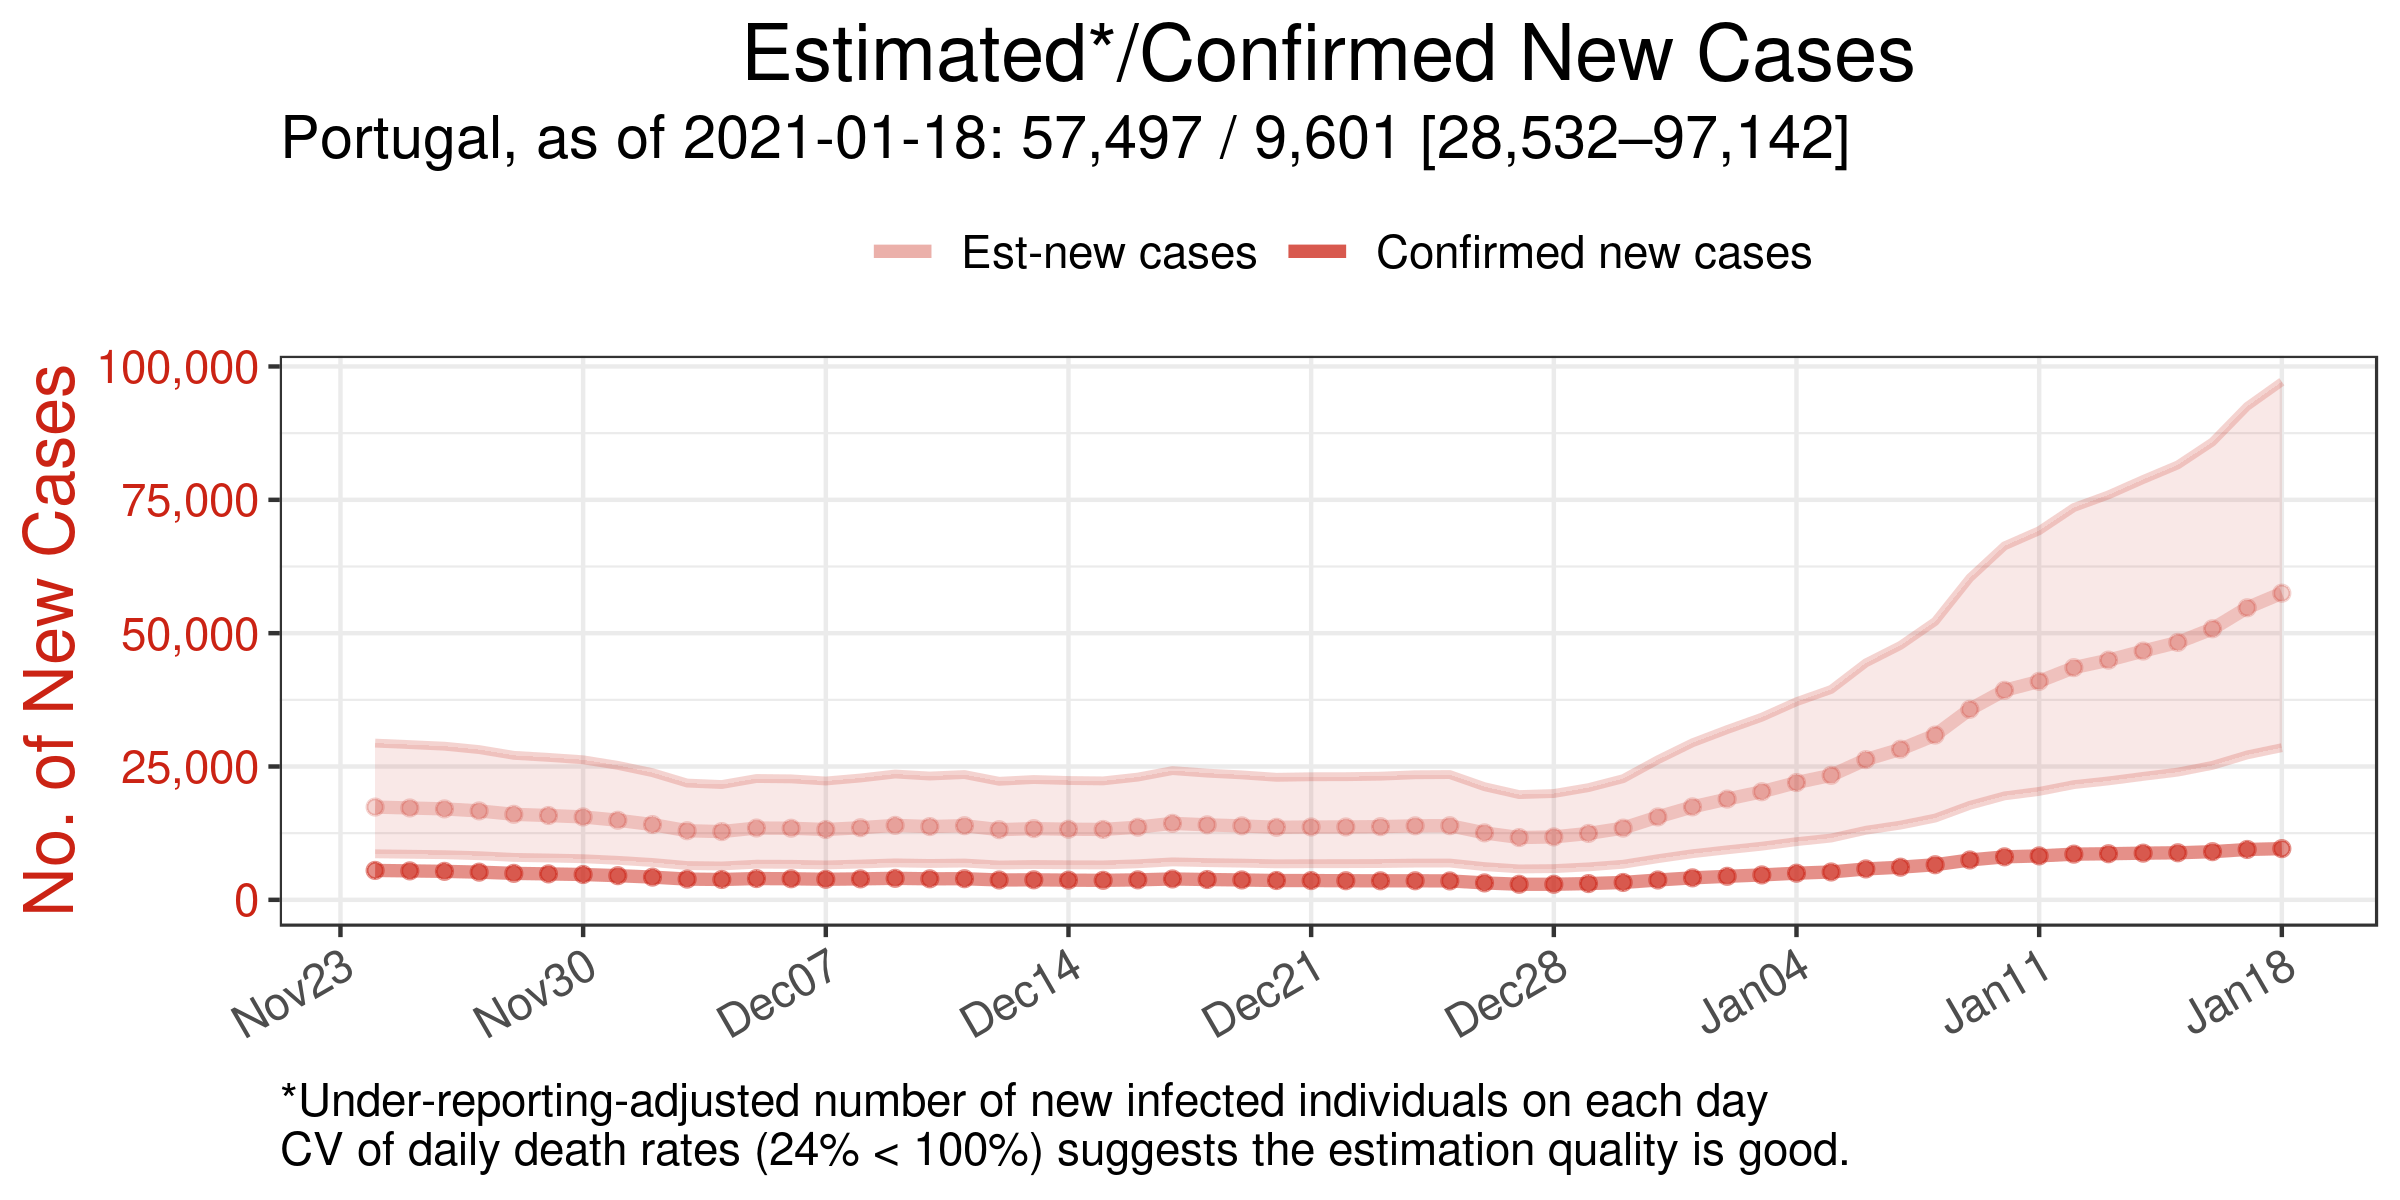 Estimated*/Confirmed New Cases
Portugal, as of 2021-01-18: 57,497 / 9,601 [28,532–97,142]
Est-new cases
Confirmed new cases
No. of New Cases
100,000
75,000
50,000
25,000
0
Nov23
Nov30
Dec07
Dec14
Dec21
Dec28
Jan04
Jan11
Jan18
*Under-reporting-adjusted number of new infected individuals on each day
CV of daily death rates (24% < 100%) suggests the estimation quality is good.